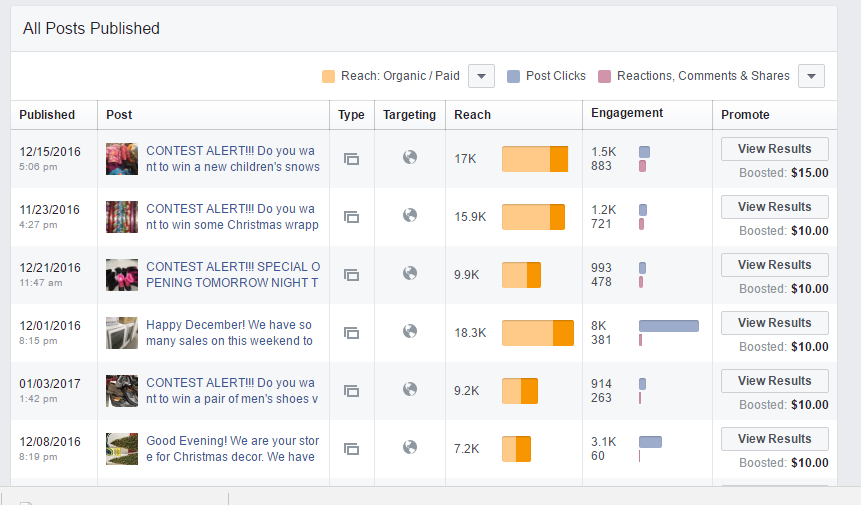 All Posts Published
Reach: Organic / Paid Post Clicks Reactions, Comments & Shares
Published Post Type Targeting Reach Engagement Promote
12/15/2016
5:06 pm
CONTEST ALERT!!! Do you wa
nt to win a new children's snows
17K
1.5K
883
View Results
Boosted: $15.00
11/23/2016
4:27 pm
CONTEST ALERT!!! Do you wa
nt to win some Christmas wrapp
15.9K
1.2K
721
View Results
Boosted: $10.00
12/21/2016
11:47 am
CONTEST ALERT!!! SPECIAL O
PENING TOMORROW NIGHT T
9.9K
993
478
View Results
Boosted: $10.00
12/01/2016
8:15 pm
Happy December! We have so
many sales on this weekend to
18.3K
8K
381
View Results
Boosted: $10.00
01/03/2017
1:42 pm
CONTEST ALERT!!! Do you wa
nt to win a pair of men's shoes v
9.2K
914
263
View Results
Boosted: $10.00
12/08/2016
8:19 pm
Good Evening! We are your stor
e for Christmas decor. We have
7.2K
3.1K
60
View Results
Boosted: $10.00